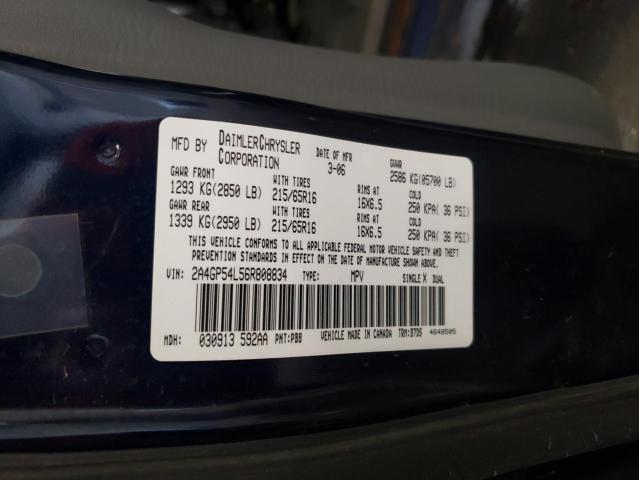 MFD BY DAIMLERCHRYSLER CORPORATION DATE OF MFR 3-06 GVWR 2586 KG(05700 LB)
GAWR FRONT WITH TIRES RIMS AT COLD
1293 KG(2850 LB) 215/65R16 16X6.5 250 KPA( 36 PSI)
GAWR REAR WITH TIRES RIMS AT COLD
1339 KG(2950 LB) 215/65R16 16X6.5 250 KPA( 36 PSI)
THIS VEHICLE CONFORMS TO ALL APPLICABLE FEDERAL MOTOR VEHICLE SAFETY AND THEFT
PREVENTION STANDARDS IN EFFECT ON THE DATE OF MANUFACTURE SHOWN ABOVE.
VIN: 2A4GP54L56R808834 TYPE: MPV SINGLE X DUAL
MDH: 030913 592AA PNT:PBB VEHICLE MADE IN CANADA TRM:B7D5 4648505